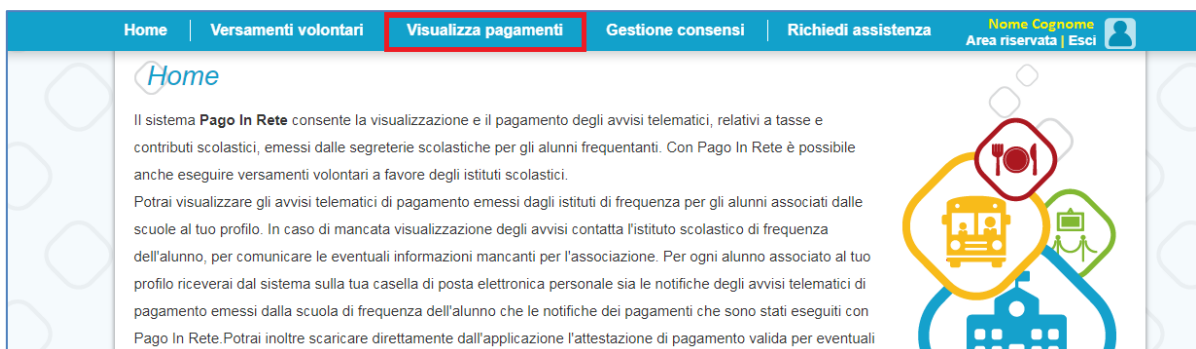 Home Versamenti volontari Visualizza pagamenti Gestione consensi Richiedi assistenza Nome Cognome
Area riservata | Esci
Home
Il sistema Pago In Rete consente la visualizzazione e il pagamento degli avvisi telematici, relativi a tasse e
contributi scolastici, emessi dalle segreterie scolastiche per gli alunni frequentanti. Con Pago In Rete è possibile
anche eseguire versamenti volontari a favore degli istituti scolastici.
Potrai visualizzare gli avvisi telematici di pagamento emessi dagli istituti di frequenza per gli alunni associati dalle
scuole al tuo profilo. In caso di mancata visualizzazione degli avvisi contatta l'istituto scolastico di frequenza
dell'alunno, per comunicare le eventuali informazioni mancanti per l'associazione. Per ogni alunno associato al tuo
profilo riceverai dal sistema sulla tua casella di posta elettronica personale sia le notifiche degli avvisi telematici di
pagamento emessi dalla scuola di frequenza dell'alunno che le notifiche dei pagamenti che sono stati eseguiti con
Pago In Rete.Potrai inoltre scaricare direttamente dall'applicazione l'attestazione di pagamento valida per eventuali